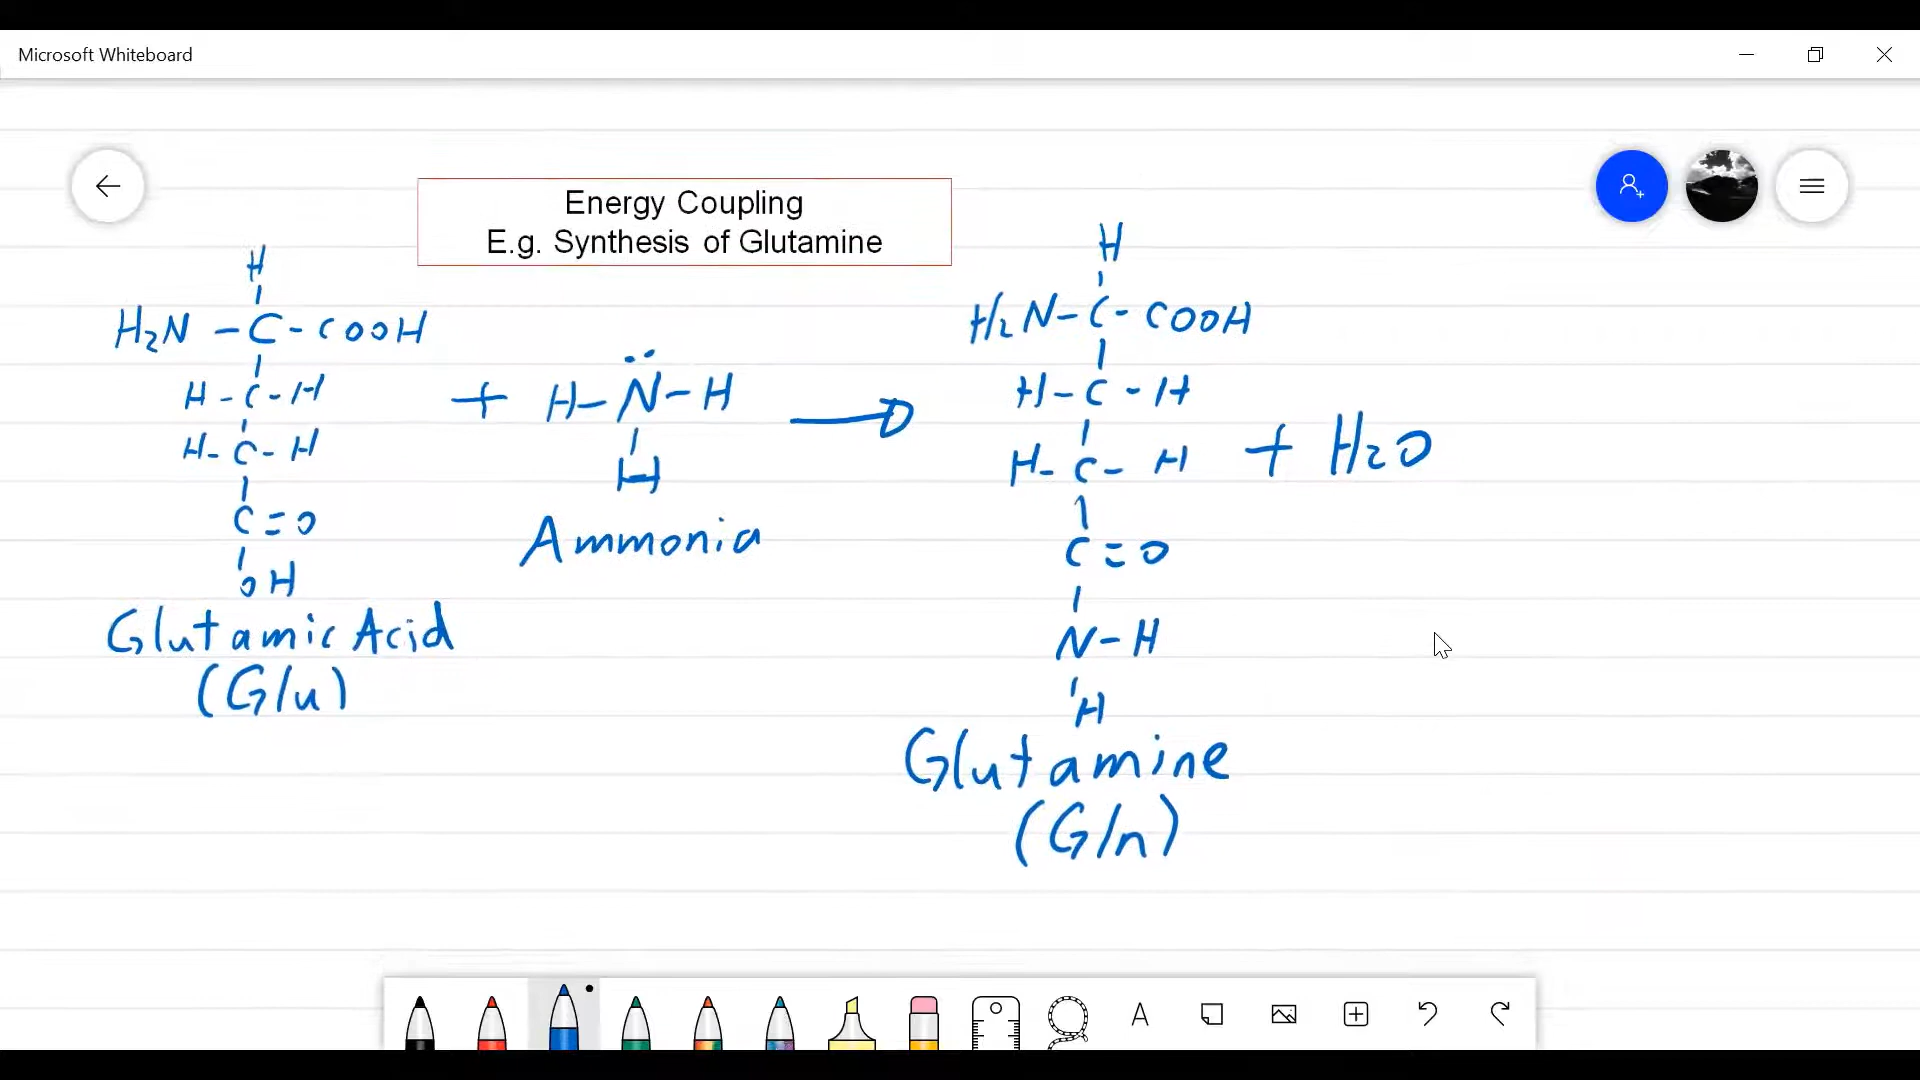 Microsoft Whiteboard
Energy Coupling
E.g. Synthesis of Glutamine
H
H2N - C - COOH
H - C - H
H - C - H
C = O
OH
Glutamic Acid
(Glu)
+
H - N - H
H
Ammonia
H
H2N - C - COOH
H - C - H
H - C - H
C = O
N - H
H
Glutamine
(Gln)
+ H2O
A